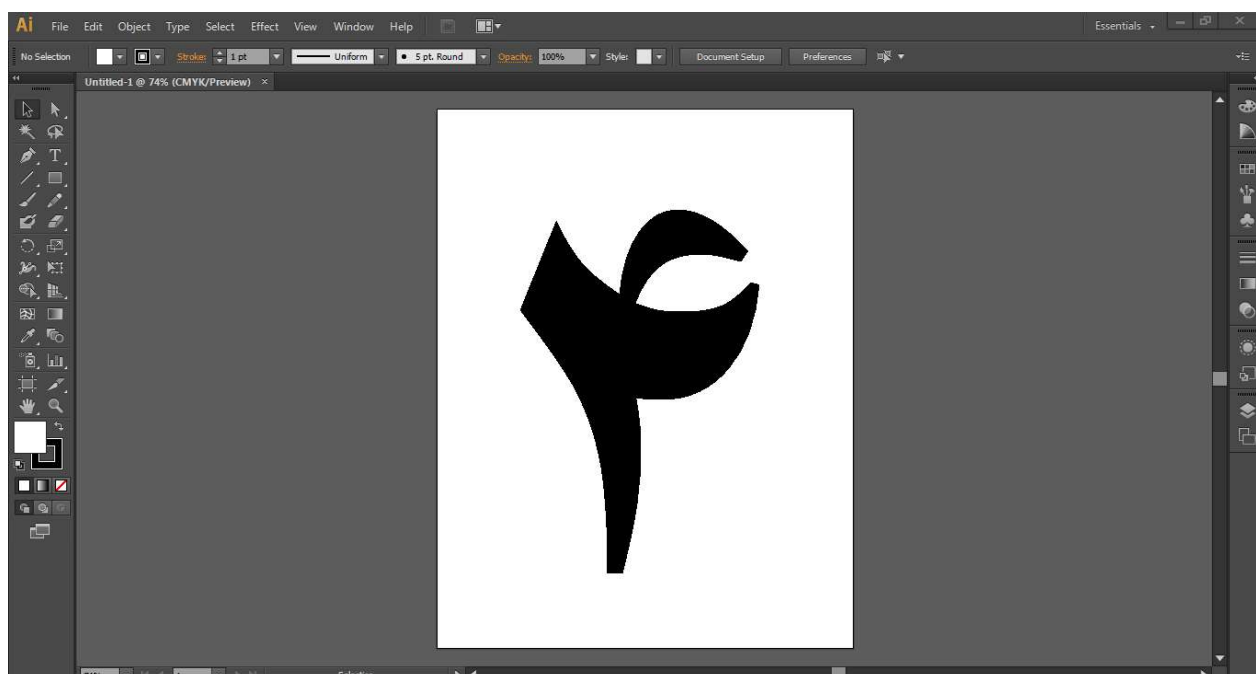 Ai File Edit Object Type Select Effect View Window Help Essentials
No Selection Stroke: 1 pt Uniform 5 pt. Round Opacity: 100% Style: Document Setup Preferences
Untitled-1 @ 74% (CMYK/Preview) ×
۴